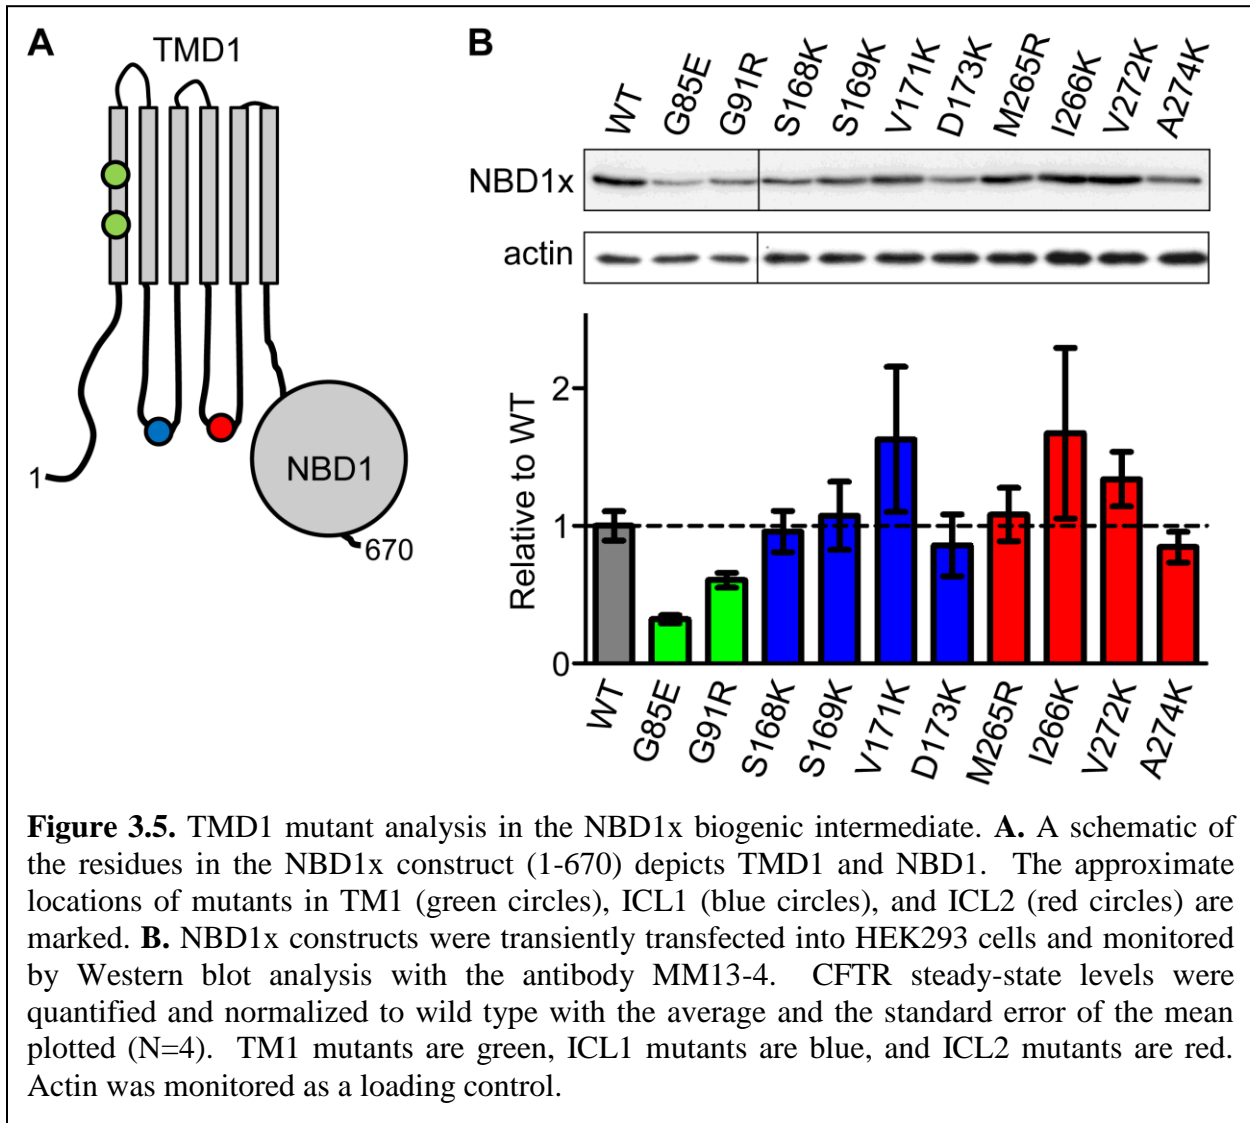 A
TMD1
1
NBD1
670
B
WT
G85E
G91R
S168K
S169K
V171K
D173K
M265R
I266K
V272K
A274K
NBD1x
actin
Relative to WT
2
1
0
WT
G85E
G91R
S168K
S169K
V171K
D173K
M265R
I266K
V272K
A274K
Figure 3.5. TMD1 mutant analysis in the NBD1x biogenic intermediate. A. A schematic of
the residues in the NBD1x construct (1-670) depicts TMD1 and NBD1. The approximate
locations of mutants in TM1 (green circles), ICL1 (blue circles), and ICL2 (red circles) are
marked. B. NBD1x constructs were transiently transfected into HEK293 cells and monitored
by Western blot analysis with the antibody MM13-4. CFTR steady-state levels were
quantified and normalized to wild type with the average and the standard error of the mean
plotted (N=4). TM1 mutants are green, ICL1 mutants are blue, and ICL2 mutants are red.
Actin was monitored as a loading control.